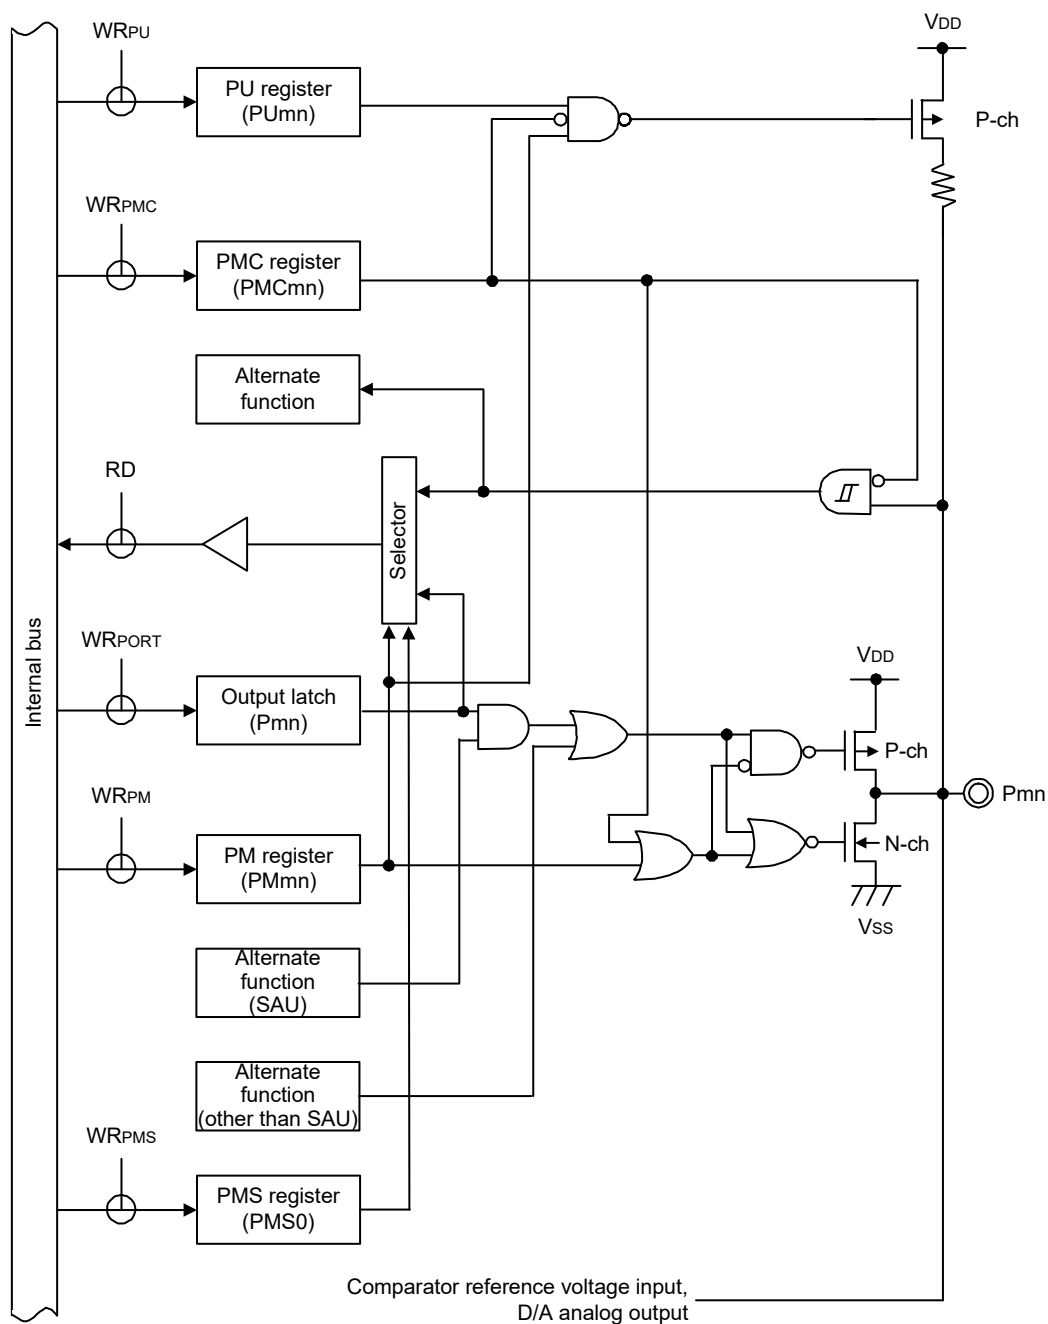 WRPU
VDD
PU register
(PUmn)
P-ch
WRPMC
PMC register
(PMCmn)
Alternate
function
RD
Selector
Internal bus
WRPORT
Output latch
(Pmn)
VDD
P-ch
Pmn
WRPM
PM register
(PMmn)
N-ch
VSS
Alternate
function
(SAU)
Alternate
function
(other than SAU)
WRPMS
PMS register
(PMS0)
Comparator reference voltage input,
D/A analog output